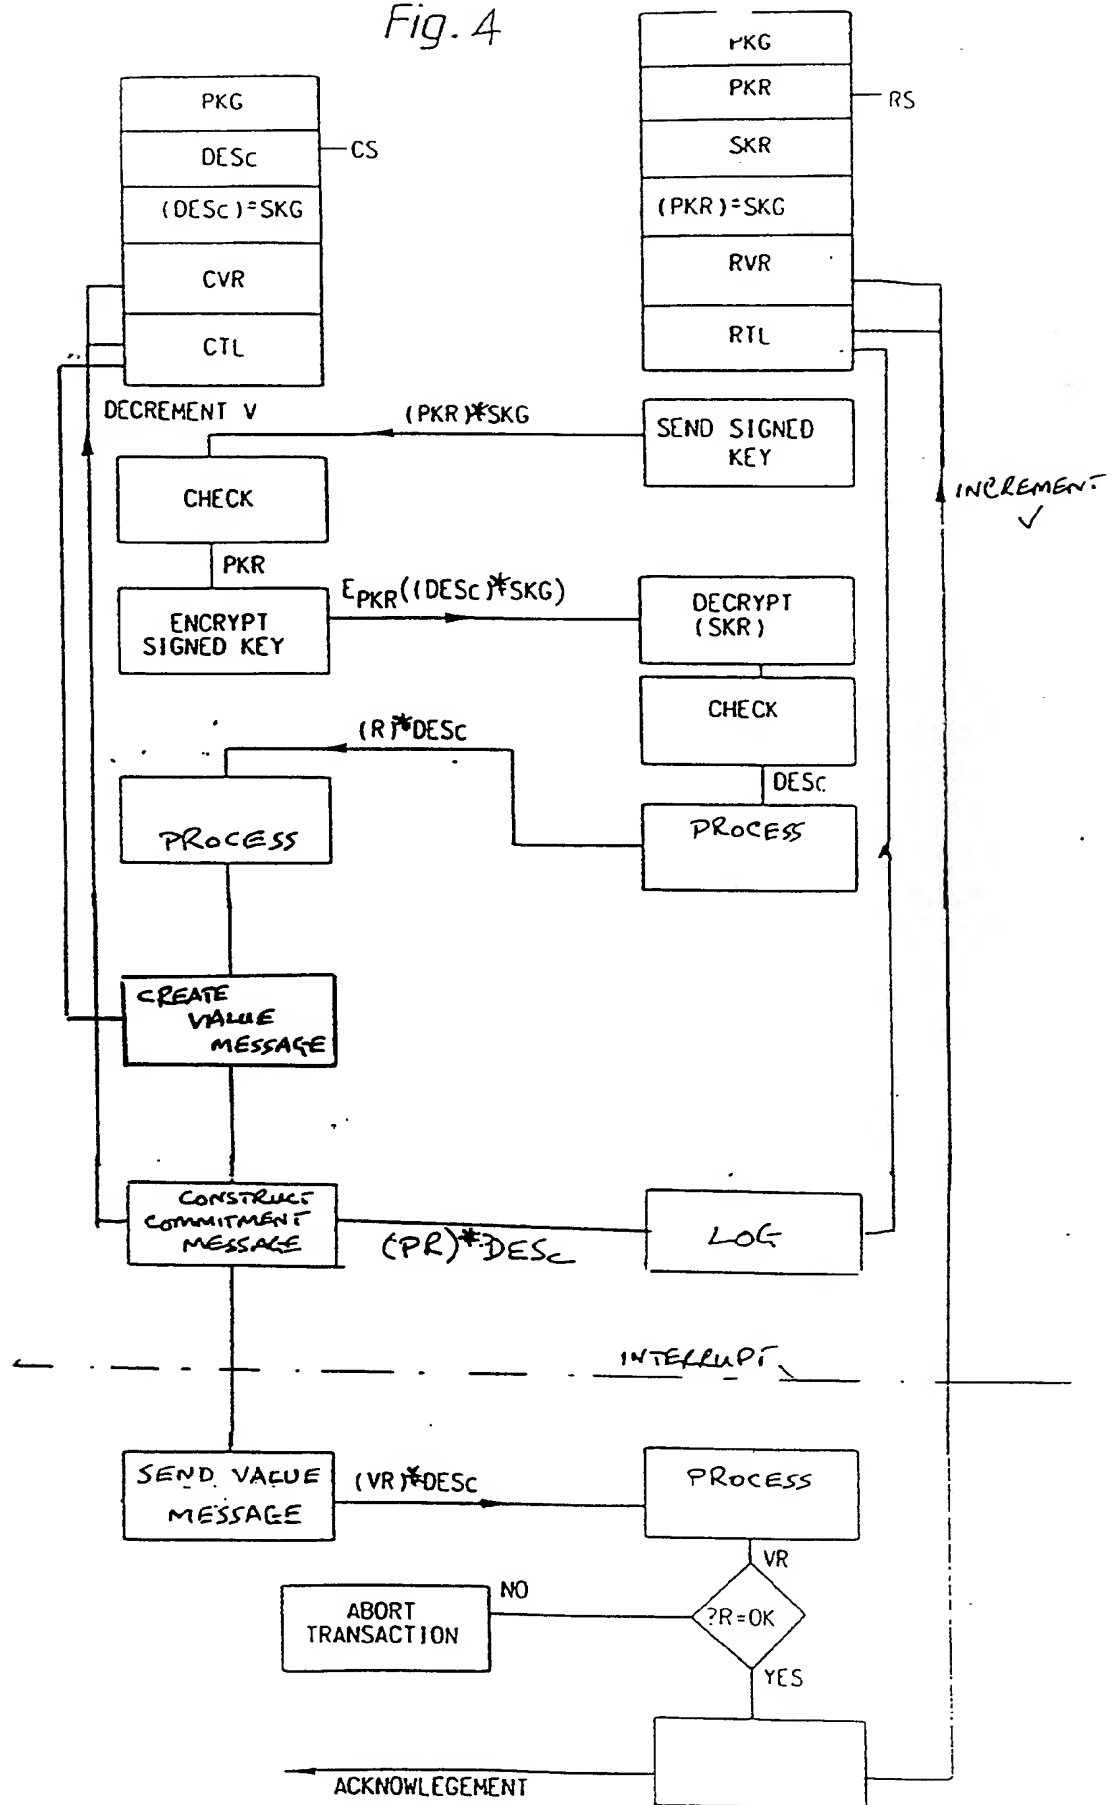 Fig. 4
PKG
DESc
CS
(DESc)=SKG
CVR
CTL
PKG
PKR
RS
SKR
(PKR)=SKG
RVR
RTL
DECREMENT V
(PKR)*SKG
SEND SIGNED
KEY
CHECK
INCREMENT
V
PKR
ENCRYPT
SIGNED KEY
EPKR((DESc)*SKG)
DECRYPT
(SKR)
CHECK
(R)*DESc
DESc
PROCESS
PROCESS
CREATE
VALUE
MESSAGE
CONSTRUCT
COMMITMENT
MESSAGE
(PR)*DESc
LOG
INTERRUPT
SEND VALUE
MESSAGE
(VR)*DESc
PROCESS
VR
NO
?R=OK
ABORT
TRANSACTION
YES
ACKNOWLEGEMENT